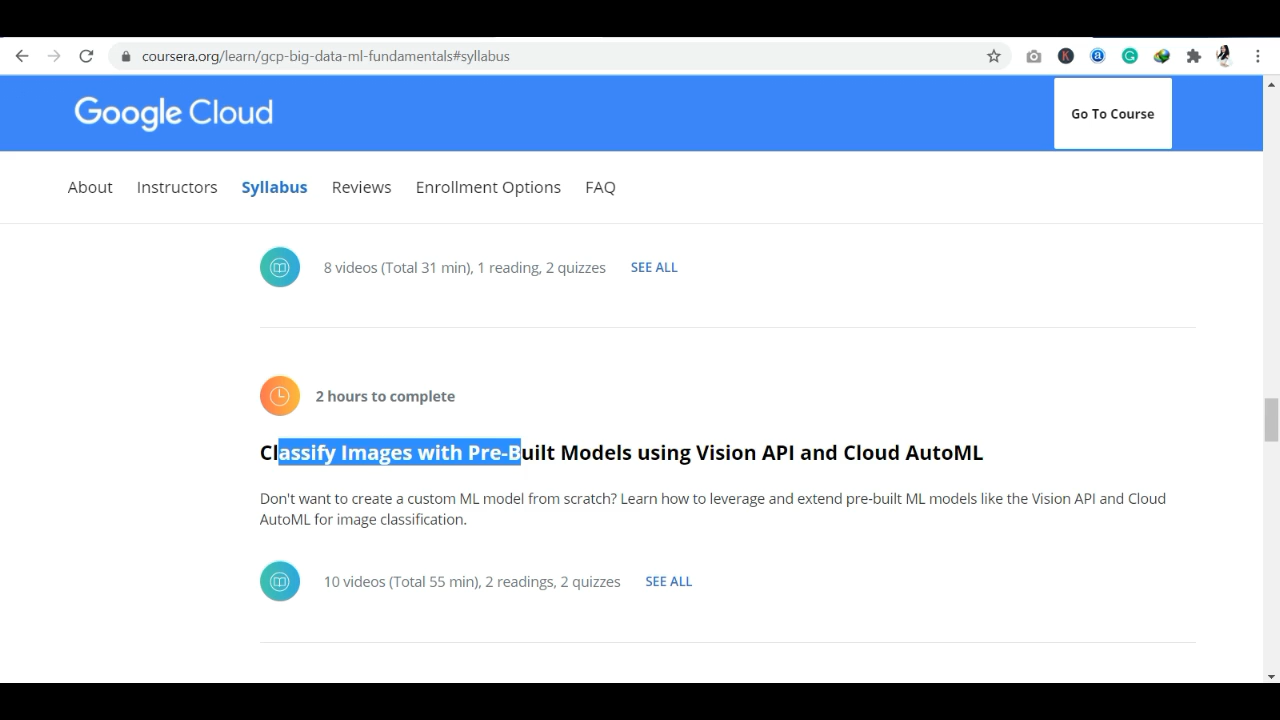 coursera.org/learn/gcp-big-data-ml-fundamentals#syllabus
Google Cloud
Go To Course
About Instructors Syllabus Reviews Enrollment Options FAQ
8 videos (Total 31 min), 1 reading, 2 quizzes SEE ALL
2 hours to complete
Classify Images with Pre-Built Models using Vision API and Cloud AutoML
Don't want to create a custom ML model from scratch? Learn how to leverage and extend pre-built ML models like the Vision API and Cloud
AutoML for image classification.
10 videos (Total 55 min), 2 readings, 2 quizzes SEE ALL